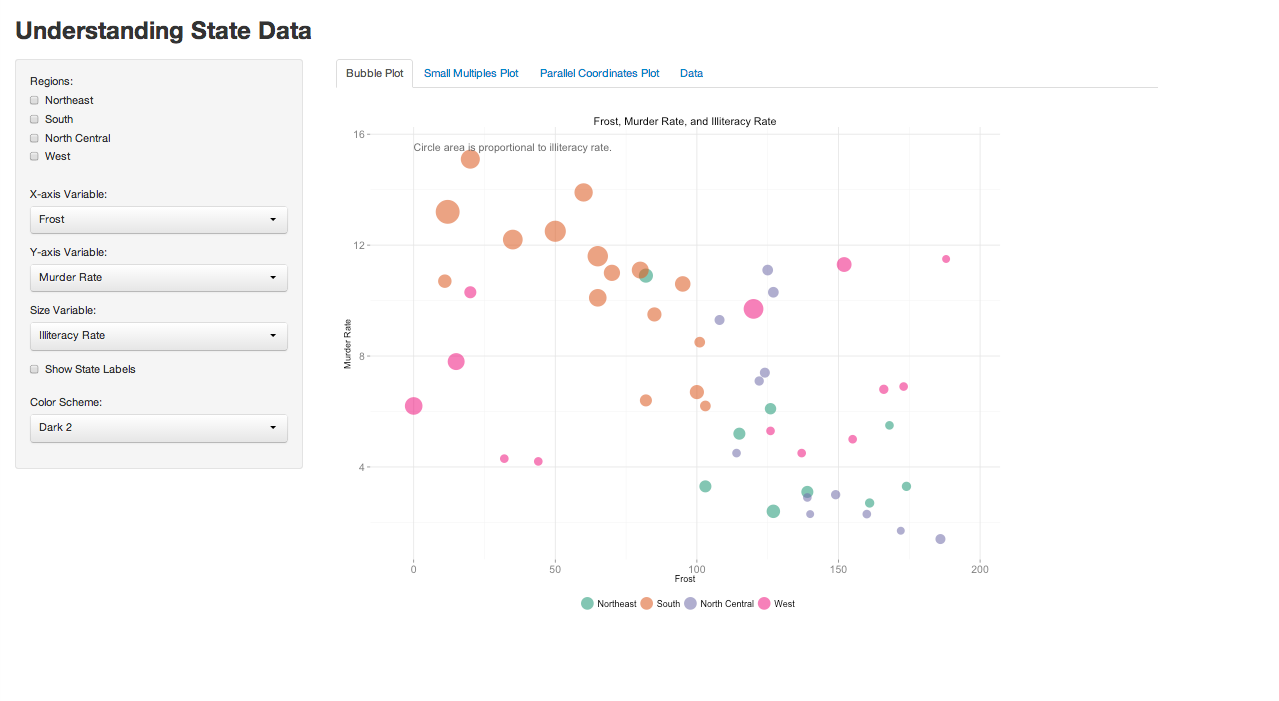 Understanding State Data
Regions:
Northeast
South
North Central
West
X-axis Variable:
Frost
Y-axis Variable:
Murder Rate
Size Variable:
Illiteracy Rate
Show State Labels
Color Scheme:
Dark 2
Bubble Plot Small Multiples Plot Parallel Coordinates Plot Data
Frost, Murder Rate, and Illiteracy Rate
Circle area is proportional to illiteracy rate.
16
12
8
4
Murder Rate
0 50 100 150 200
Frost
Northeast South North Central West